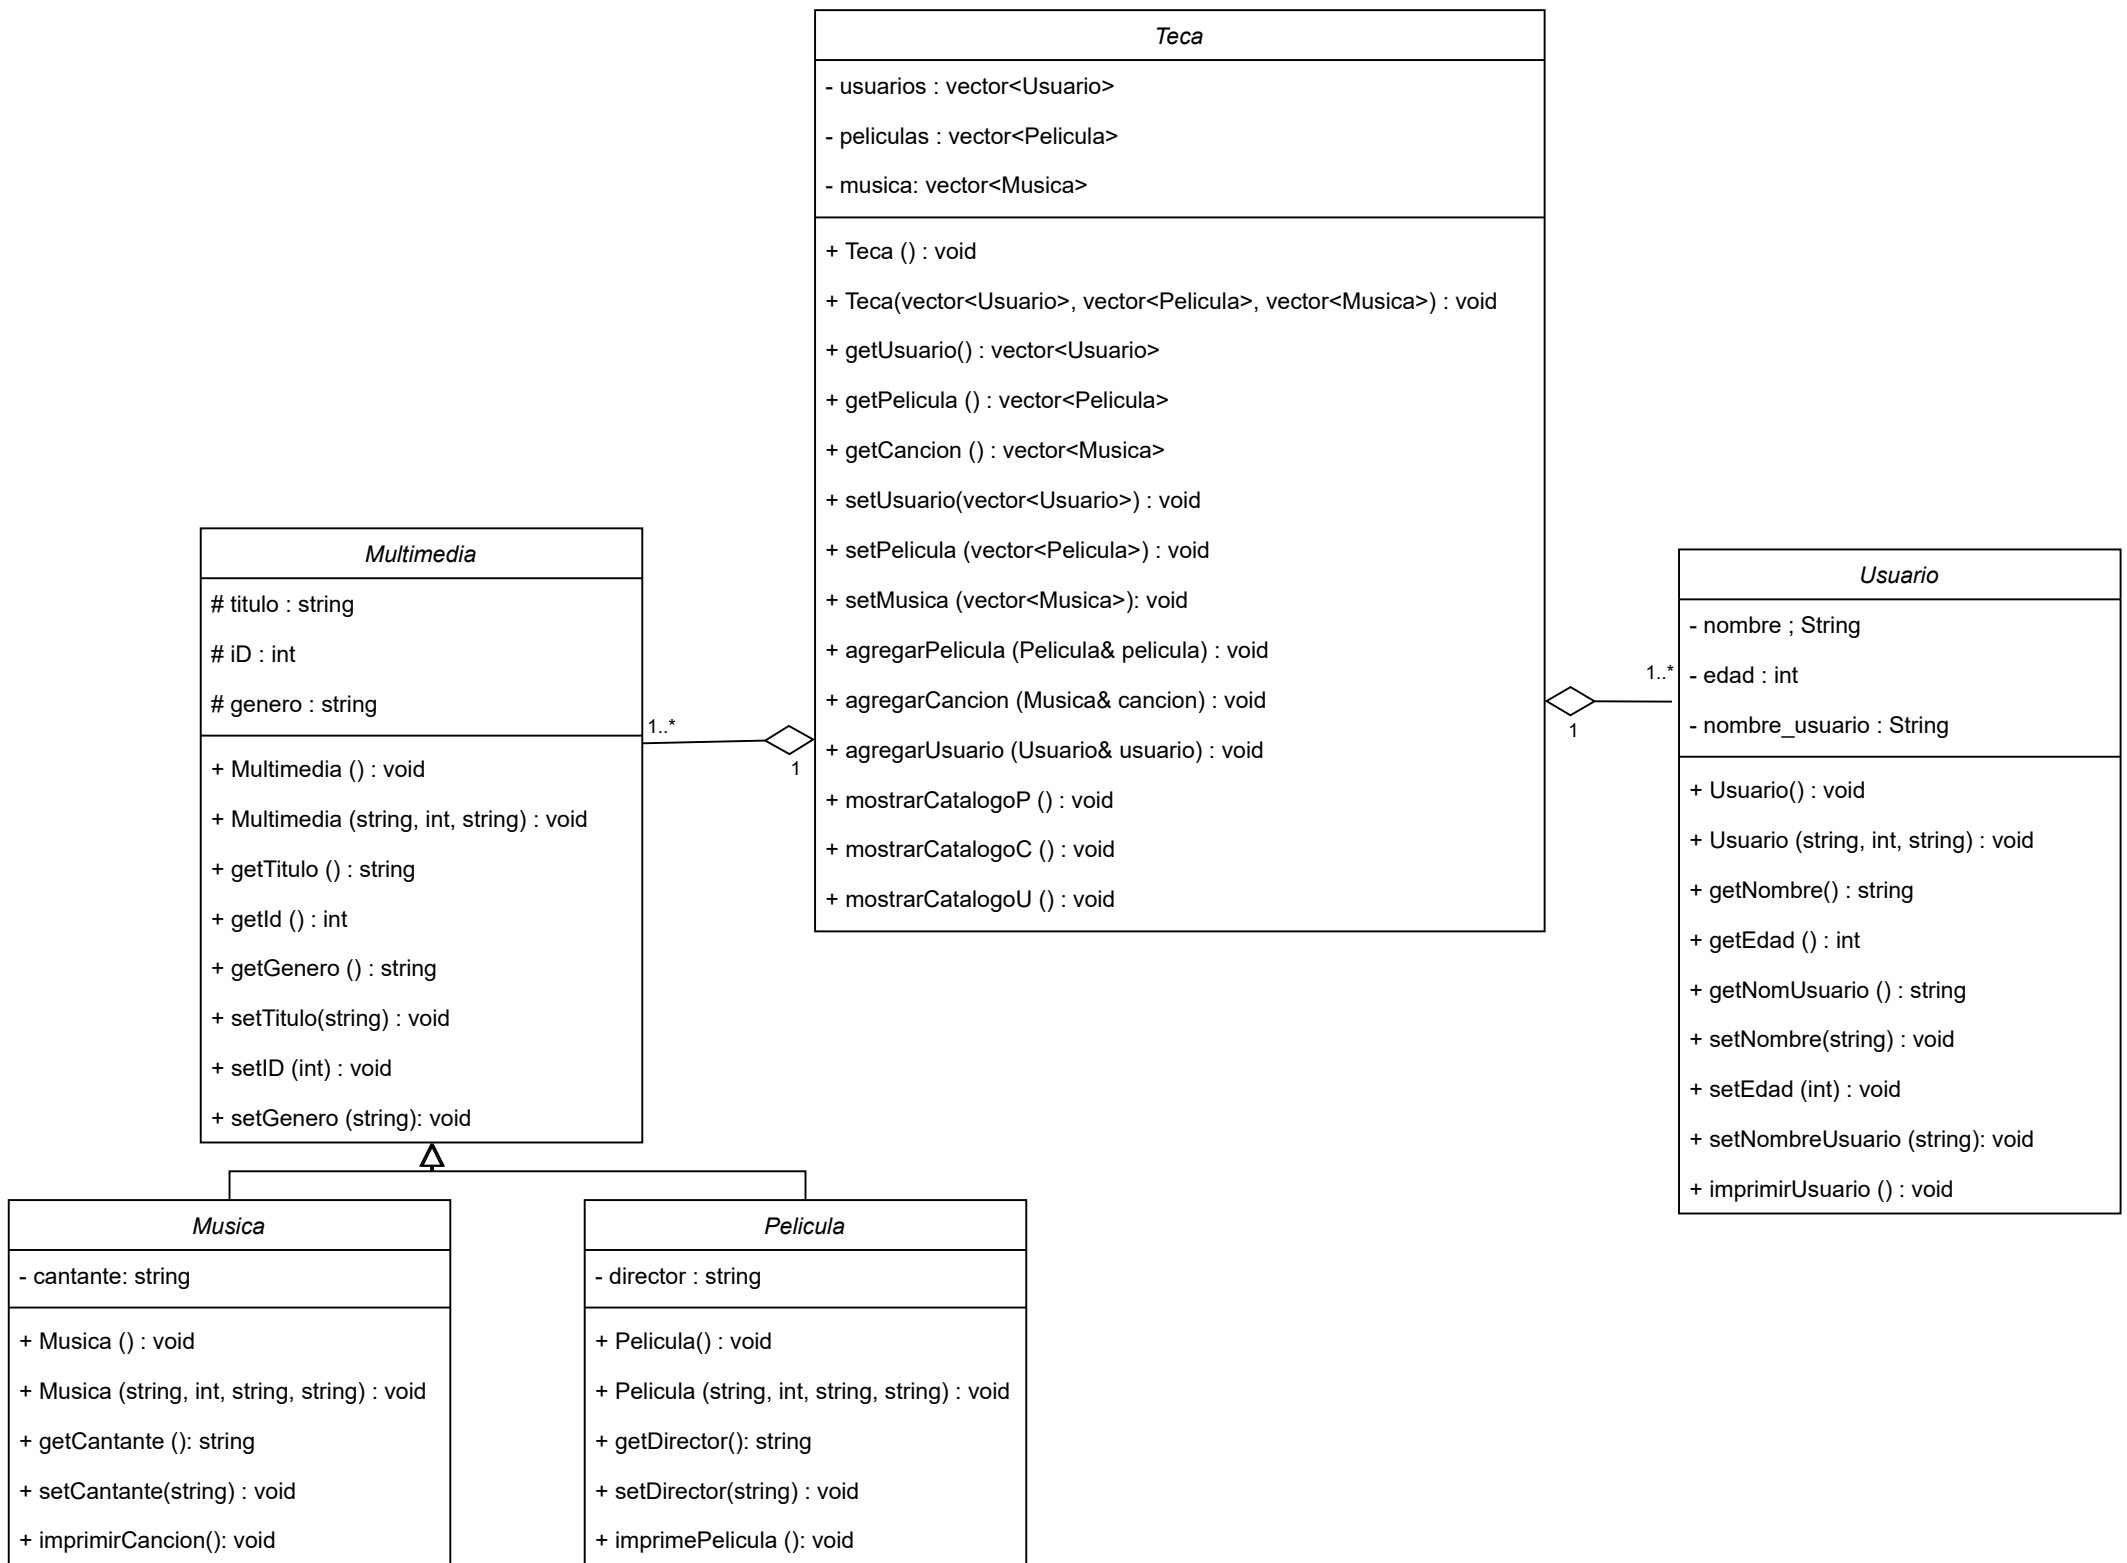 Teca
- usuarios : vector<Usuario>
- peliculas : vector<Pelicula>
- musica: vector<Musica>
+ Teca () : void
+ Teca(vector<Usuario>, vector<Pelicula>, vector<Musica>) : void
+ getUsuario() : vector<Usuario>
+ getPelicula () : vector<Pelicula>
+ getCancion () : vector<Musica>
+ setUsuario(vector<Usuario>) : void
+ setPelicula (vector<Pelicula>) : void
+ setMusica (vector<Musica>): void
+ agregarPelicula (Pelicula& pelicula) : void
+ agregarCancion (Musica& cancion) : void
+ agregarUsuario (Usuario& usuario) : void
+ mostrarCatalogoP () : void
+ mostrarCatalogoC () : void
+ mostrarCatalogoU () : void
Multimedia
# titulo : string
# iD : int
# genero : string
+ Multimedia () : void
+ Multimedia (string, int, string) : void
+ getTitulo () : string
+ getId () : int
+ getGenero () : string
+ setTitulo(string) : void
+ setID (int) : void
+ setGenero (string): void
1..*
1
1..*
1
Usuario
- nombre ; String
- edad : int
- nombre_usuario : String
+ Usuario() : void
+ Usuario (string, int, string) : void
+ getNombre() : string
+ getEdad () : int
+ getNomUsuario () : string
+ setNombre(string) : void
+ setEdad (int) : void
+ setNombreUsuario (string): void
+ imprimirUsuario () : void
Musica
- cantante: string
+ Musica () : void
+ Musica (string, int, string, string) : void
+ getCantante (): string
+ setCantante(string) : void
+ imprimirCancion(): void
Pelicula
- director : string
+ Pelicula() : void
+ Pelicula (string, int, string, string) : void
+ getDirector(): string
+ setDirector(string) : void
+ imprimePelicula (): void